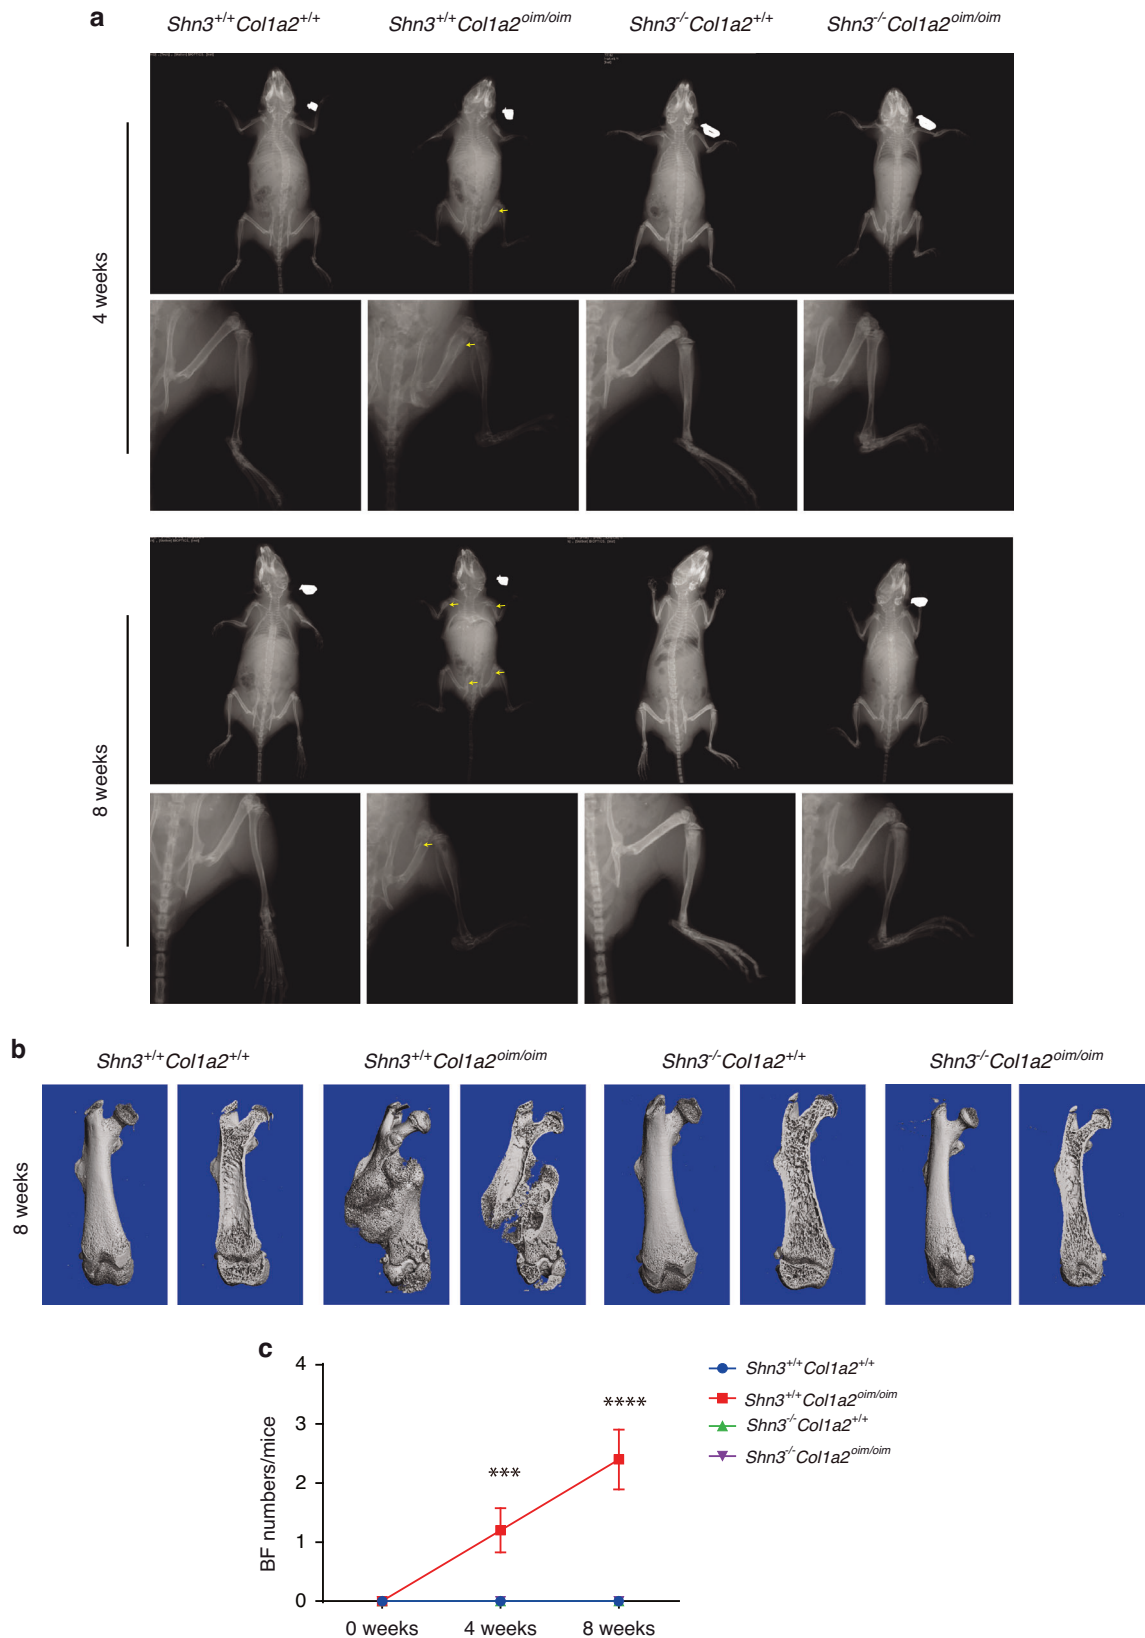 a
Shn3+/+Col1a2+/+ Shn3+/+Col1a2oim/oim Shn3-/-Col1a2+/+ Shn3-/-Col1a2oim/oim
4 weeks
8 weeks
b
Shn3+/+Col1a2+/+ Shn3+/+Col1a2oim/oim Shn3-/-Col1a2+/+ Shn3-/-Col1a2oim/oim
8 weeks
c
BF numbers/mice
4
3
2
1
0
*** ****
0 weeks 4 weeks 8 weeks
Shn3+/+Col1a2+/+
Shn3+/+Col1a2oim/oim
Shn3-/-Col1a2+/+
Shn3-/-Col1a2oim/oim